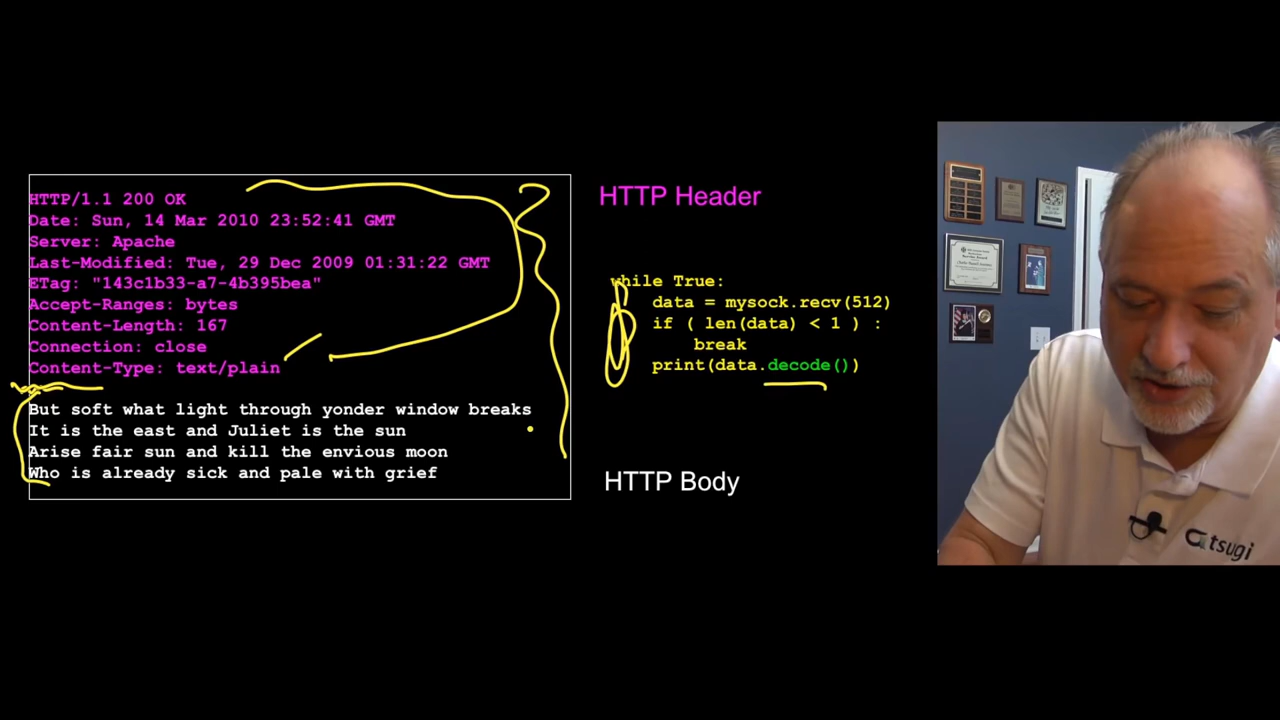 HTTP/1.1 200 OK
Date: Sun, 14 Mar 2010 23:52:41 GMT
Server: Apache
Last-Modified: Tue, 29 Dec 2009 01:31:22 GMT
ETag: "143c1b33-a7-4b395bea"
Accept-Ranges: bytes
Content-Length: 167
Connection: close
Content-Type: text/plain
But soft what light through yonder window breaks
It is the east and Juliet is the sun
Arise fair sun and kill the envious moon
Who is already sick and pale with grief
HTTP Header
while True:
data = mysock.recv(512)
if ( len(data) < 1 ) :
break
print(data.decode())
HTTP Body
tsugi